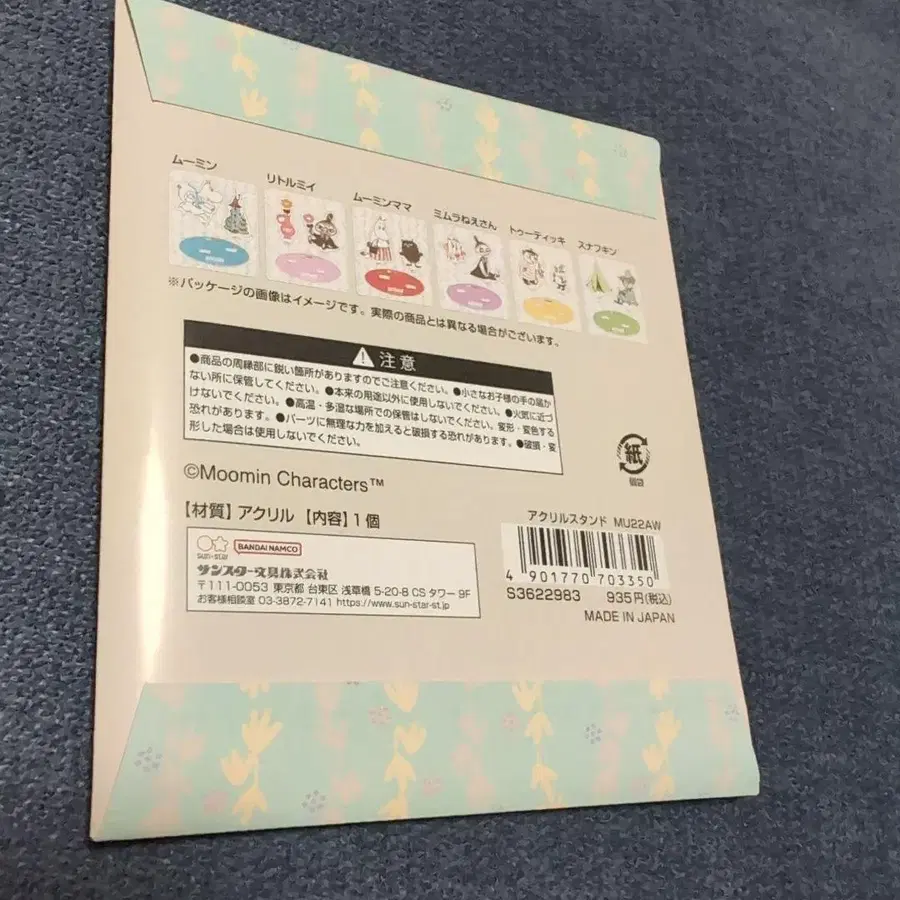 ムーミン
リトルミイ
ムーミンママ
ミムラねえさん
トゥーティッキ
スナフキン
※パッケージの画像はイメージです。実際の商品とは異なる場合がございます。
注意
●商品の周縁部に鋭い箇所がありますのでご注意ください。●小さなお子様の手の届か
ない所に保管してください。●本来の用途以外に使用しないでください。●火気に近づ
けないでください。●高温・多湿な場所での保管はしないでください。変形・変色する
恐れがあります。●パーツに無理な力を加えると破損する恐れがあります。●破損・変
形した場合は使用しないでください。
紙
個袋
©Moomin Characters™
【材質】アクリル【内容】1個
sun-star
BANDAI NAMCO
サンスター文具株式会社
〒111-0053 東京都 台東区 浅草橋 5-20-8 CS タワー 9F
お客様相談室 03-3872-7141 https://www.sun-star-st.jp
アクリルスタンド MU22AW
4 901770 703350
S3622983 935円(税込)
MADE IN JAPAN